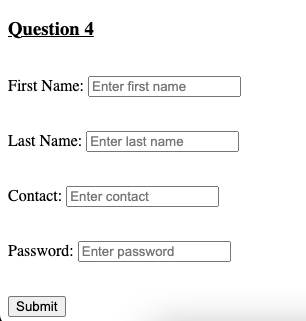 Question 4
First Name: Enter first name
Last Name: Enter last name
Contact: Enter contact
Password: Enter password
Submit